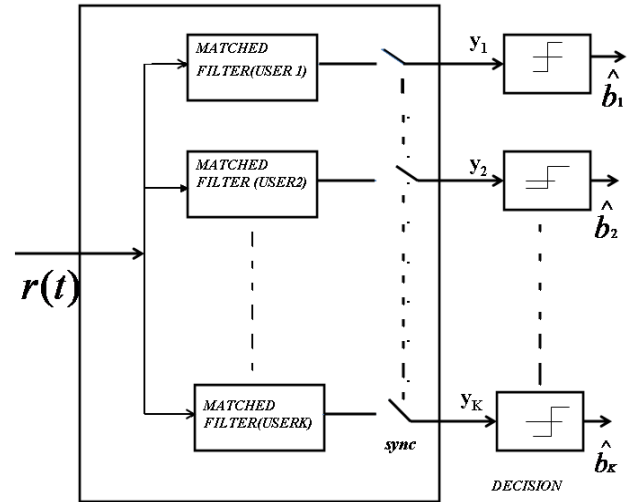 MATCHED
FILTER(USER 1)
y1
b̂1
MATCHED
FILTER (USER2)
y2
b̂2
r(t)
MATCHED
FILTER(USERK)
yK
sync
b̂K
DECISION